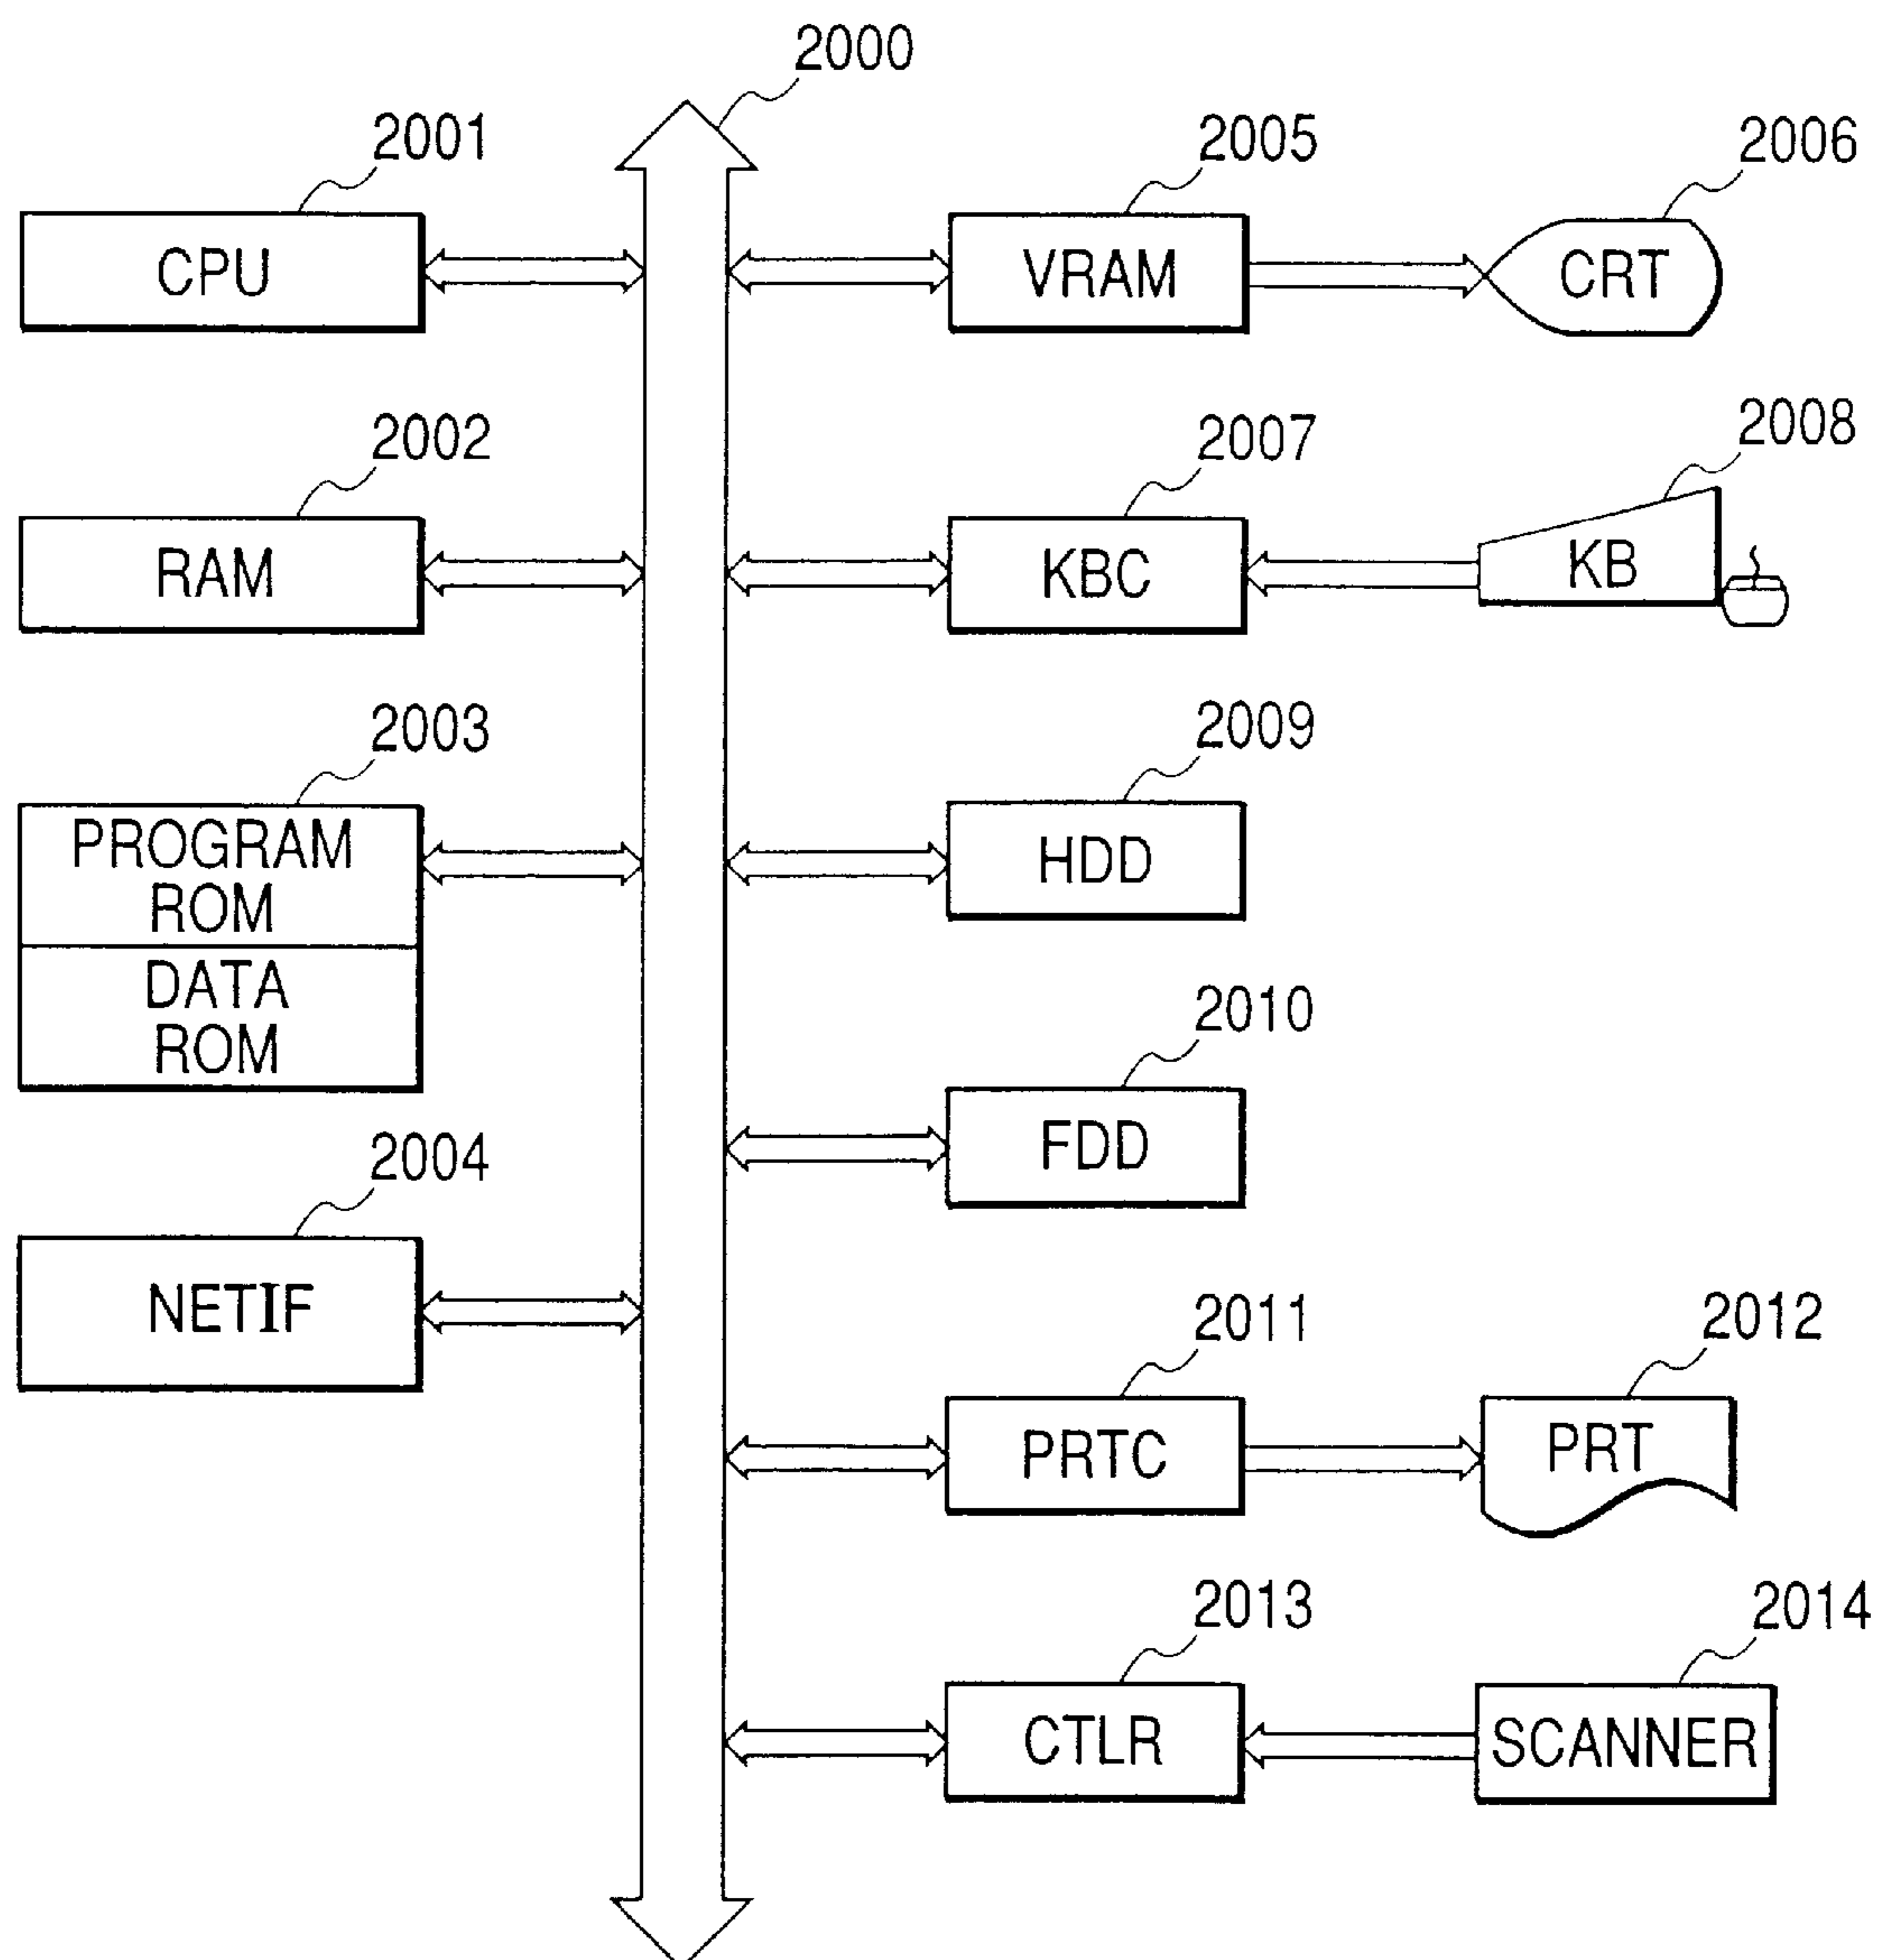 2000
2001
2005
2006
CPU
VRAM
CRT
2002
2007
2008
RAM
KBC
KB
2003
2009
PROGRAM
ROM
HDD
DATA
ROM
2010
FDD
2004
NETIF
2011
2012
PRTC
PRT
2013
2014
CTLR
SCANNER